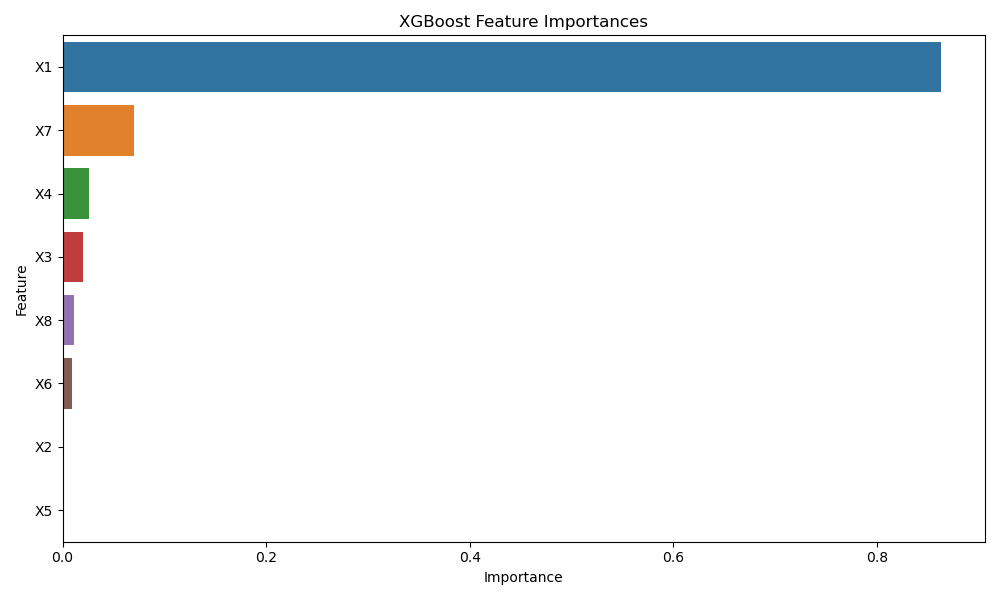 XGBoost Feature Importances
X1
X7
X4
X3
X8
X6
X2
X5
Feature
0.0 0.2 0.4 0.6 0.8
Importance